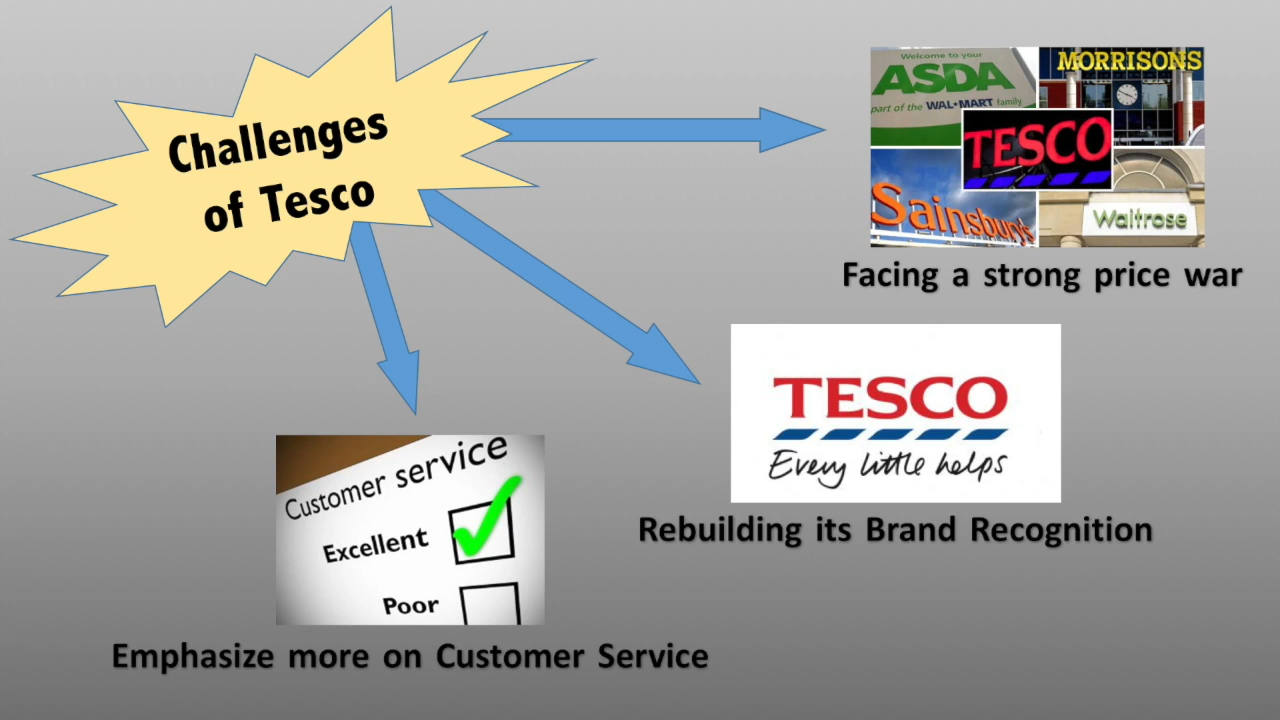 Challenges
of Tesco
Welcome to your
ASDA
part of the WAL★MART family
MORRISONS
TESCO
Sainsbury's
Waitrose
Facing a strong price war
TESCO
Every little helps
Rebuilding its Brand Recognition
Customer service
Excellent
Poor
Emphasize more on Customer Service